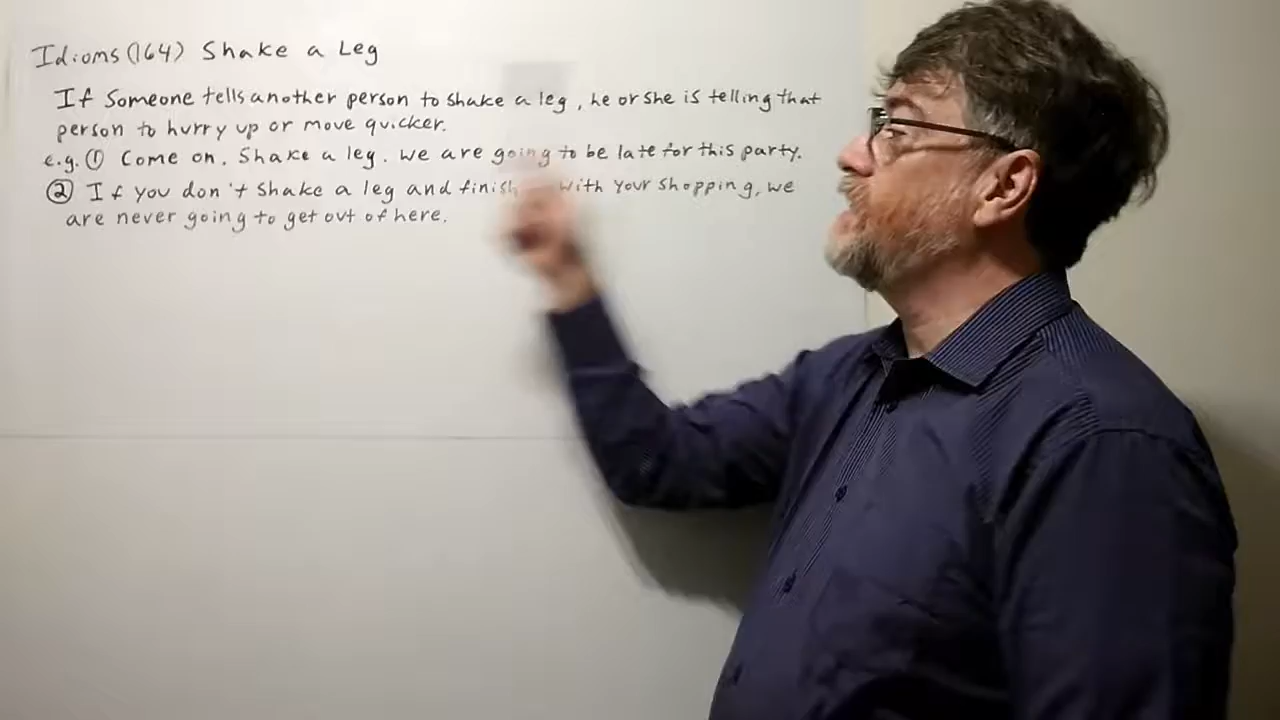 Idioms (164) Shake a Leg
If Someone tells another person to shake a leg, he or she is telling that
person to hurry up or move quicker.
e.g. ① Come on. Shake a leg. We are going to be late for this party.
② If you don't shake a leg and finish with your shopping, we
are never going to get out of here.